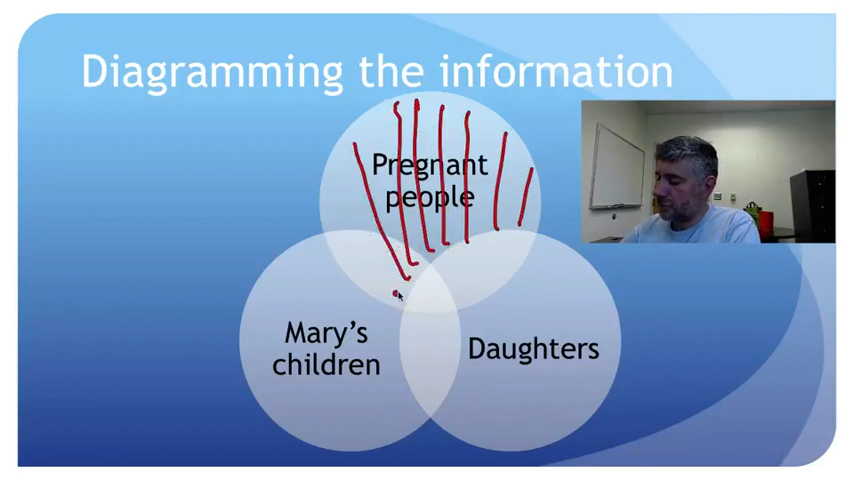 Diagramming the information
Pregnant
people
Mary's
children
Daughters